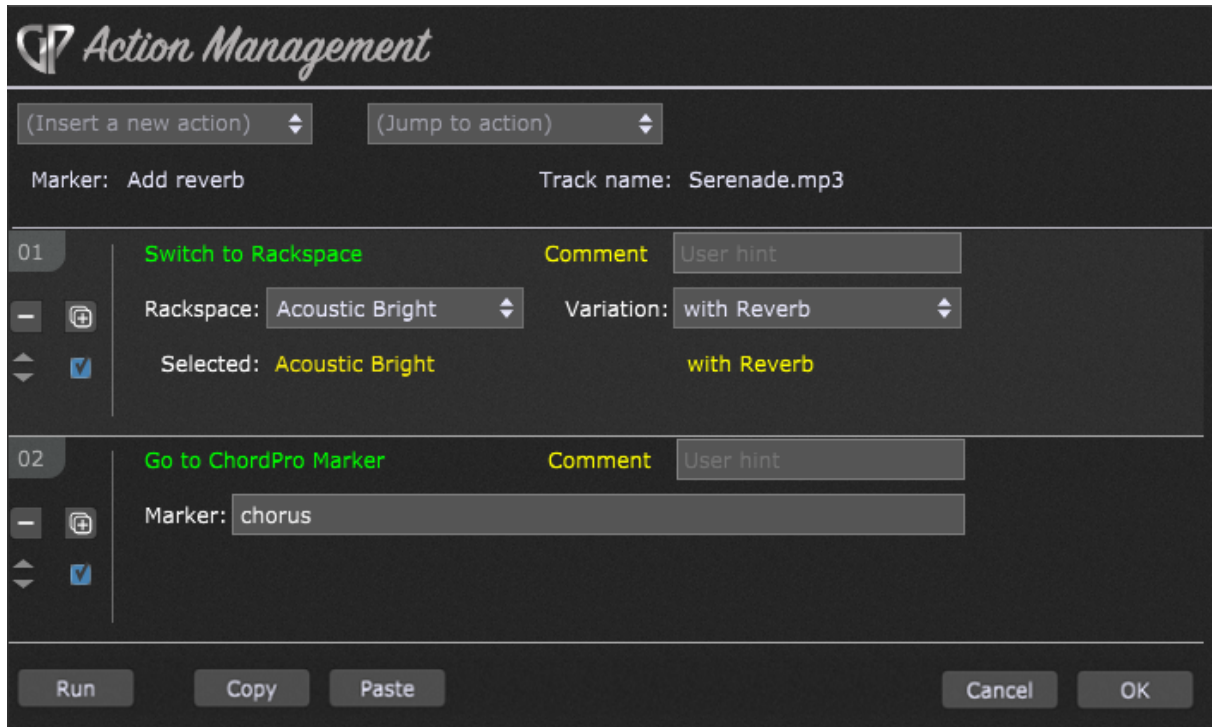 GP Action Management
(Insert a new action) (Jump to action)
Marker: Add reverb Track name: Serenade.mp3
01 Switch to Rackspace Comment User hint
Rackspace: Acoustic Bright Variation: with Reverb
Selected: Acoustic Bright with Reverb
02 Go to ChordPro Marker Comment User hint
Marker: chorus
Run Copy Paste Cancel OK